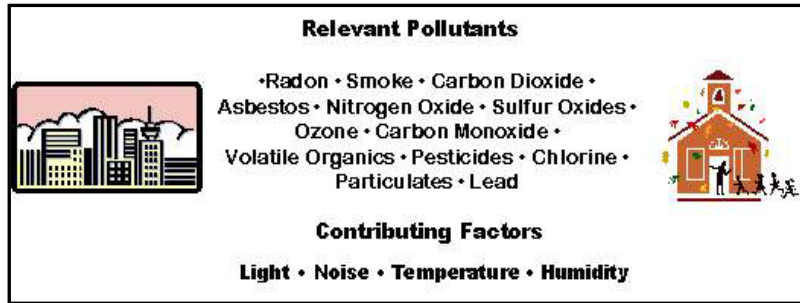 Relevant Pollutants
•Radon • Smoke • Carbon Dioxide •
Asbestos • Nitrogen Oxide • Sulfur Oxides •
Ozone • Carbon Monoxide •
Volatile Organics • Pesticides • Chlorine •
Particulates • Lead
Contributing Factors
Light • Noise • Temperature • Humidity